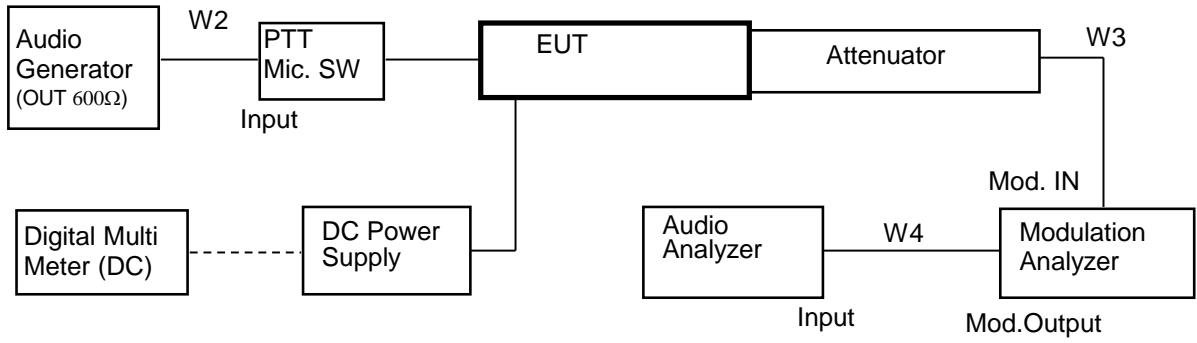 W2
Audio
Generator
(OUT 600Ω)
PTT
Mic. SW
Input
EUT
Attenuator
W3
Mod. IN
Digital Multi
Meter (DC)
DC Power
Supply
Audio
Analyzer
W4
Modulation
Analyzer
Input
Mod.Output